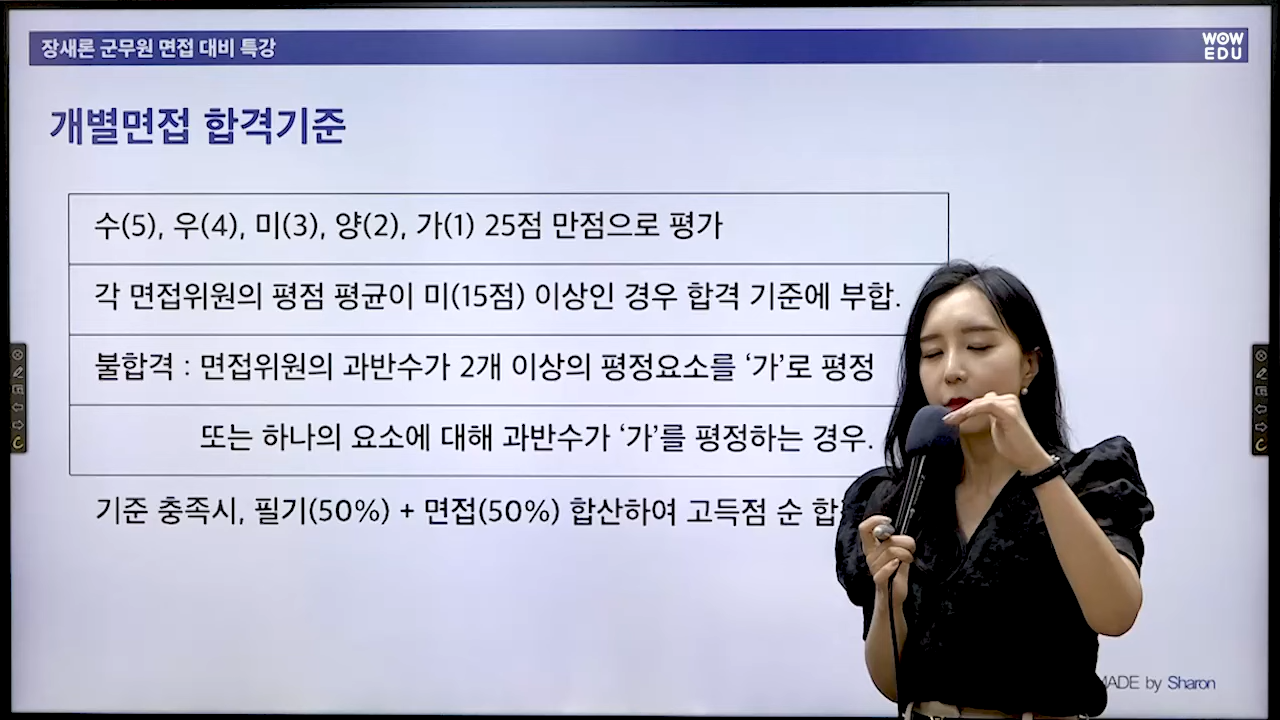 장새론 군무원 면접 대비 특강
WOW
EDU
개별면접 합격기준
수(5), 우(4), 미(3), 양(2), 가(1) 25점 만점으로 평가
각 면접위원의 평점 평균이 미(15점) 이상인 경우 합격 기준에 부합.
불합격 : 면접위원의 과반수가 2개 이상의 평정요소를 ‘가’로 평정
또는 하나의 요소에 대해 과반수가 ‘가’를 평정하는 경우.
기준 충족시, 필기(50%) + 면접(50%) 합산하여 고득점 순
by Sharon